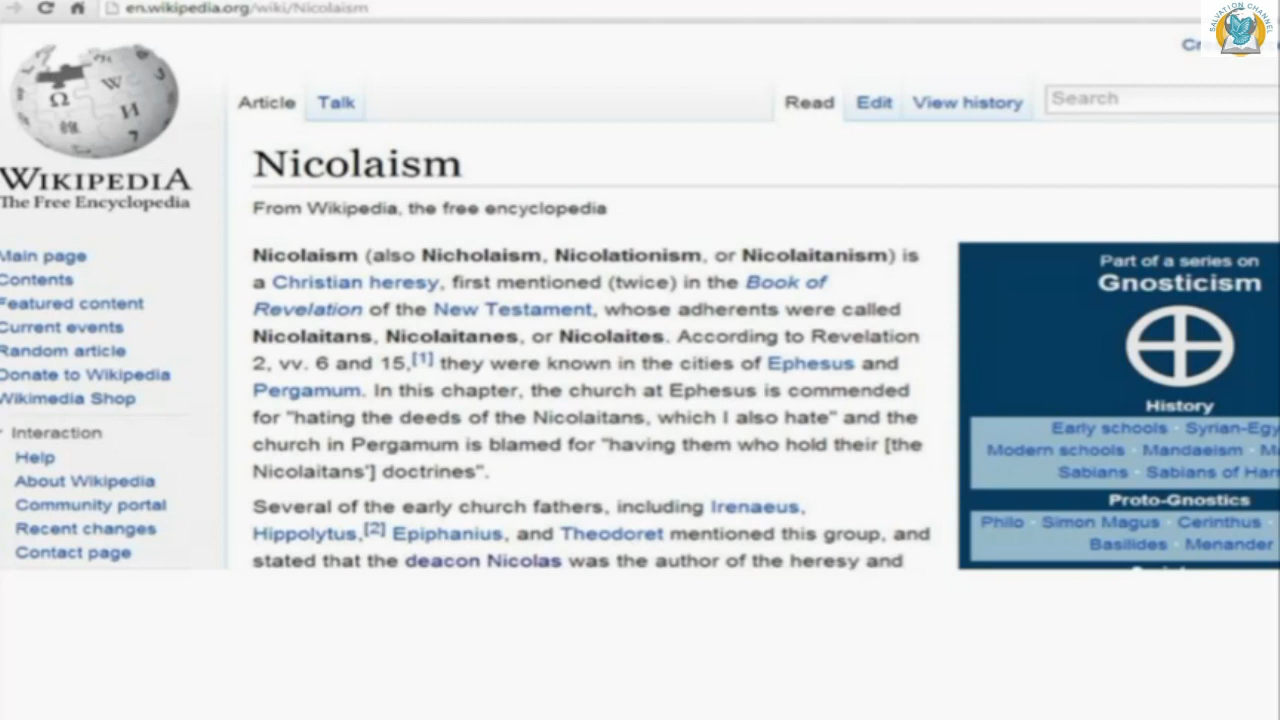 en.wikipedia.org/wiki/Nicolaism
SALVATION CHANNEL
WIKIPEDIA
The Free Encyclopedia
Main page
Contents
Featured content
Current events
Random article
Donate to Wikipedia
Wikimedia Shop
Interaction
Help
About Wikipedia
Community portal
Recent changes
Contact page
Article Talk Read Edit View history Search
Nicolaism
From Wikipedia, the free encyclopedia
Nicolaism (also Nicholaism, Nicolationism, or Nicolaitanism) is
a Christian heresy, first mentioned (twice) in the Book of
Revelation of the New Testament, whose adherents were called
Nicolaitans, Nicolaitanes, or Nicolaites. According to Revelation
2, vv. 6 and 15,[1] they were known in the cities of Ephesus and
Pergamum. In this chapter, the church at Ephesus is commended
for "hating the deeds of the Nicolaitans, which I also hate" and the
church in Pergamum is blamed for "having them who hold their [the
Nicolaitans'] doctrines".
Several of the early church fathers, including Irenaeus,
Hippolytus,[2] Epiphanius, and Theodoret mentioned this group, and
stated that the deacon Nicolas was the author of the heresy and
Part of a series on
Gnosticism
History
Early schools · Syrian-Egy
Modern schools · Mandaeism · Ma
Sabians · Sabians of Harr
Proto-Gnostics
Philo · Simon Magus · Cerinthus ·
Basilides · Menander